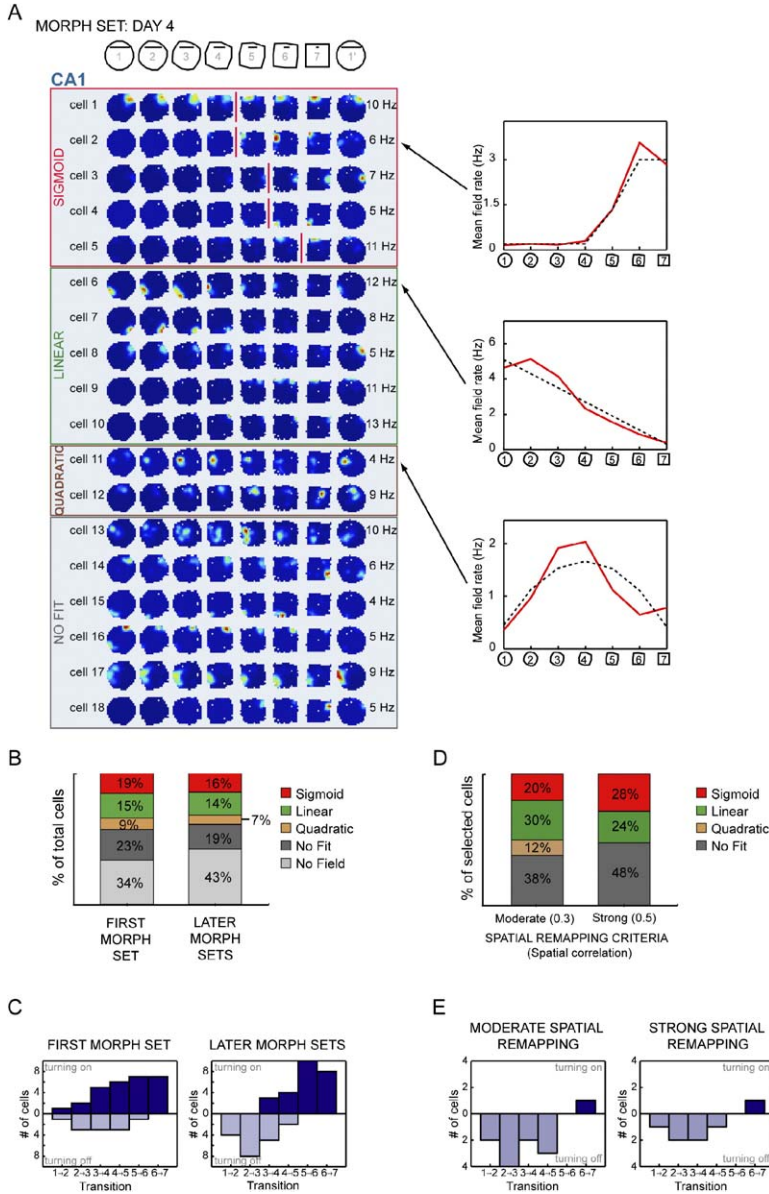 A
MORPH SET: DAY 4
1 2 3 4 5 6 7 1'
CA1
SIGMOID
cell 1 10 Hz
cell 2 6 Hz
cell 3 7 Hz
cell 4 5 Hz
cell 5 11 Hz
LINEAR
cell 6 12 Hz
cell 7 8 Hz
cell 8 5 Hz
cell 9 11 Hz
cell 10 13 Hz
QUADRATIC
cell 11 4 Hz
cell 12 9 Hz
NO FIT
cell 13 10 Hz
cell 14 6 Hz
cell 15 4 Hz
cell 16 5 Hz
cell 17 9 Hz
cell 18 5 Hz
Mean field rate (Hz)
3
1.5
0
1 2 3 4 5 6 7
Mean field rate (Hz)
6
4
2
0
1 2 3 4 5 6 7
Mean field rate (Hz)
2
1
0
1 2 3 4 5 6 7
B
% of total cells
19% 16%
15% 14%
9% 7%
23% 19%
34% 43%
Sigmoid
Linear
Quadratic
No Fit
No Field
FIRST MORPH SET
LATER MORPH SETS
D
% of selected cells
20% 28%
30% 24%
12%
38% 48%
Sigmoid
Linear
Quadratic
No Fit
Moderate (0.3) Strong (0.5)
SPATIAL REMAPPING CRITERIA
(Spatial correlation)
C
FIRST MORPH SET
turning on
# of cells
8
4
0
4
8
turning off
1→2 2→3 3→4 4→5 5→6 6→7
Transition
LATER MORPH SETS
turning on
8
4
0
4
8
turning off
1→2 2→3 3→4 4→5 5→6 6→7
Transition
E
MODERATE SPATIAL
REMAPPING
turning on
# of cells
4
2
0
2
4
turning off
1→2 2→3 3→4 4→5 5→6 6→7
Transition
STRONG SPATIAL
REMAPPING
turning on
# of cells
4
2
0
2
4
turning off
1→2 2→3 3→4 4→5 5→6 6→7
Transition